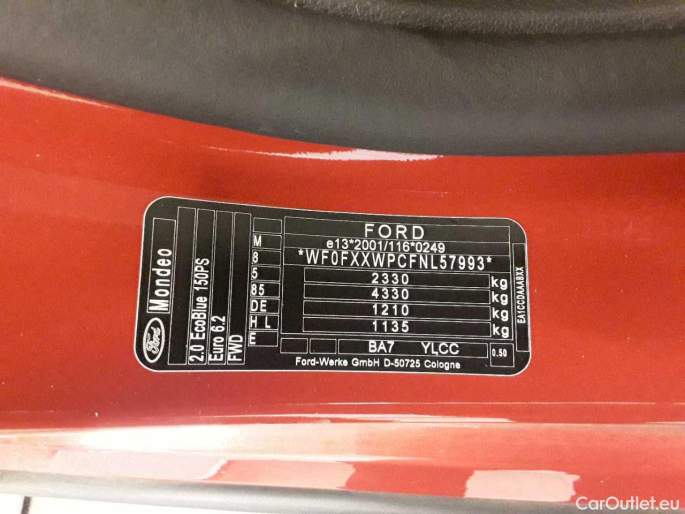 FORD
e13*2001/116*0249
*WF0FXXWPCFNL57993*
2330 kg
4330 kg
1210 kg
1135 kg
BA7 YLCC 0.50
Ford-Werke GmbH D-50725 Cologne
M
8
5
85
DE
H L
E
Ford Mondeo
2.0 EcoBlue 150PS
Euro 6.2
FWD
EA1CCDAAABXX
CarOutlet.eu